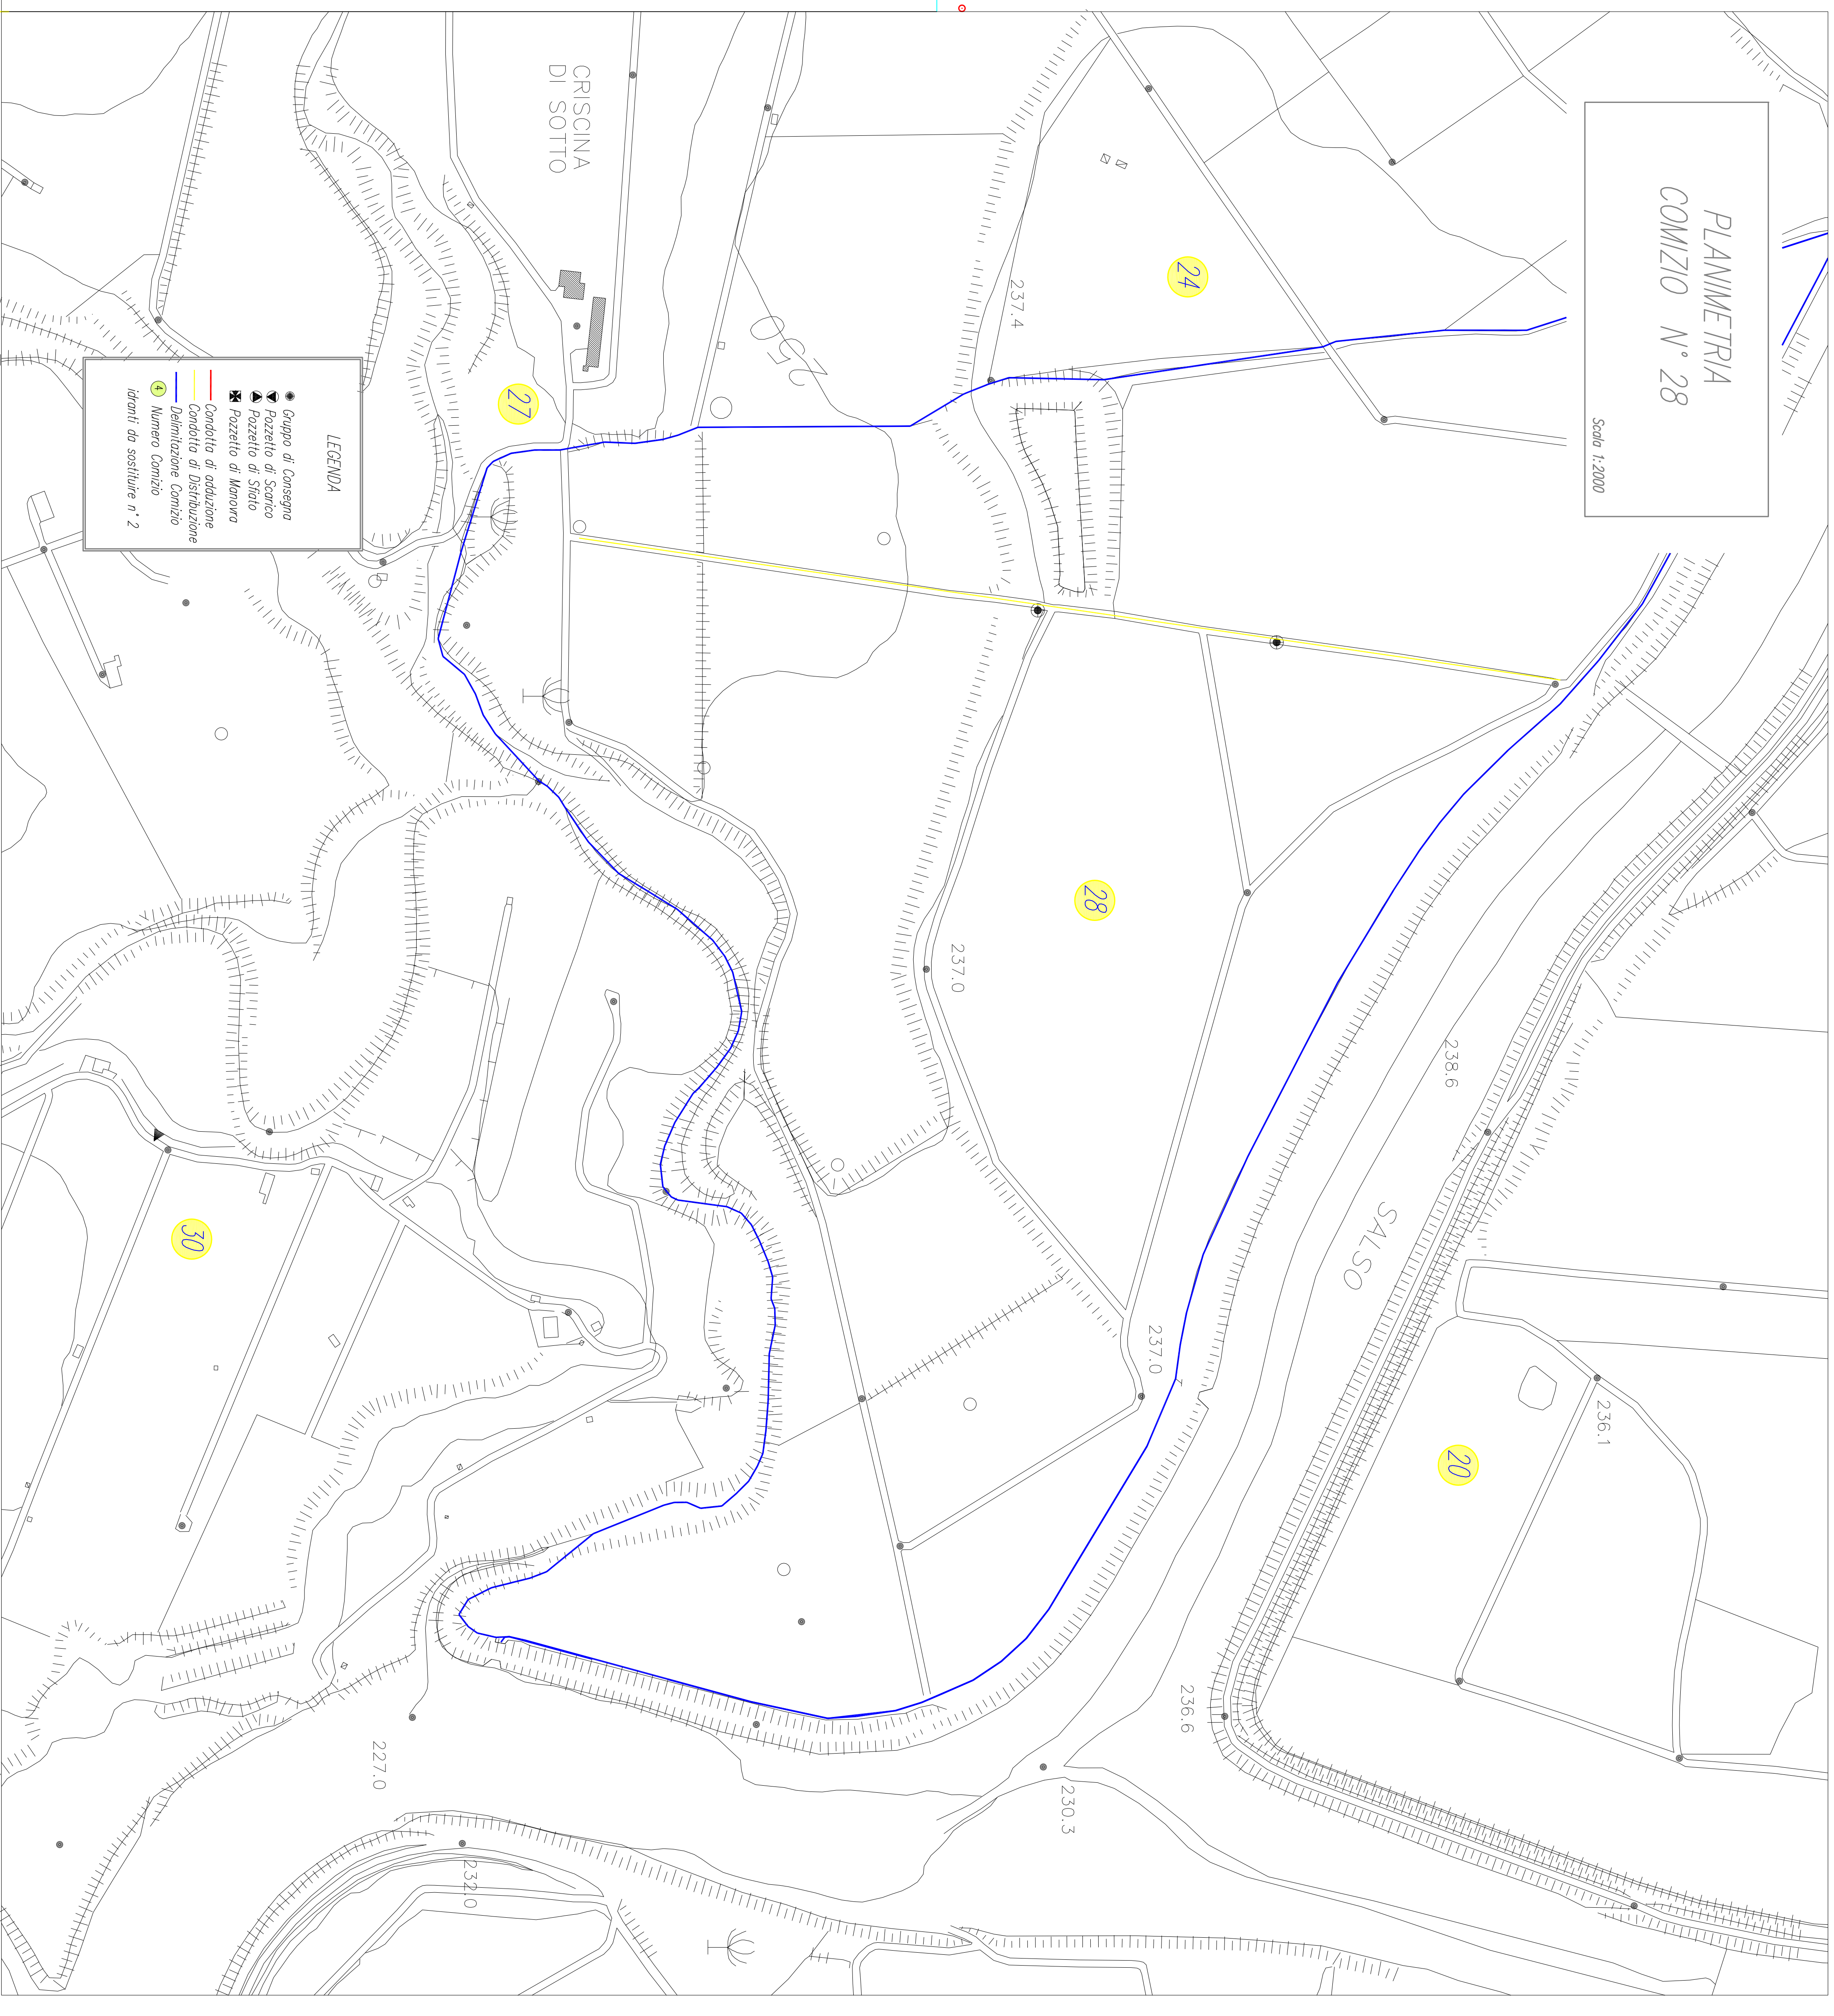 PLANIMETRIA
COMIZIO N° 28
Scala 1:2000
CRISCINA
DI SOTTO
24
237.4
250
27
28
237.0
238.6
SALSO
237.0
236.1
20
30
236.6
230.3
227.0
232.0
LEGENDA
Gruppo di Consegna
Pozzetto di Scarico
Pozzetto di Sfiato
Pozzetto di Manovra
Condotta di adduzione
Condotta di Distribuzione
Delimitazione Comizio
4 Numero Comizio
idranti da sostituire n° 2